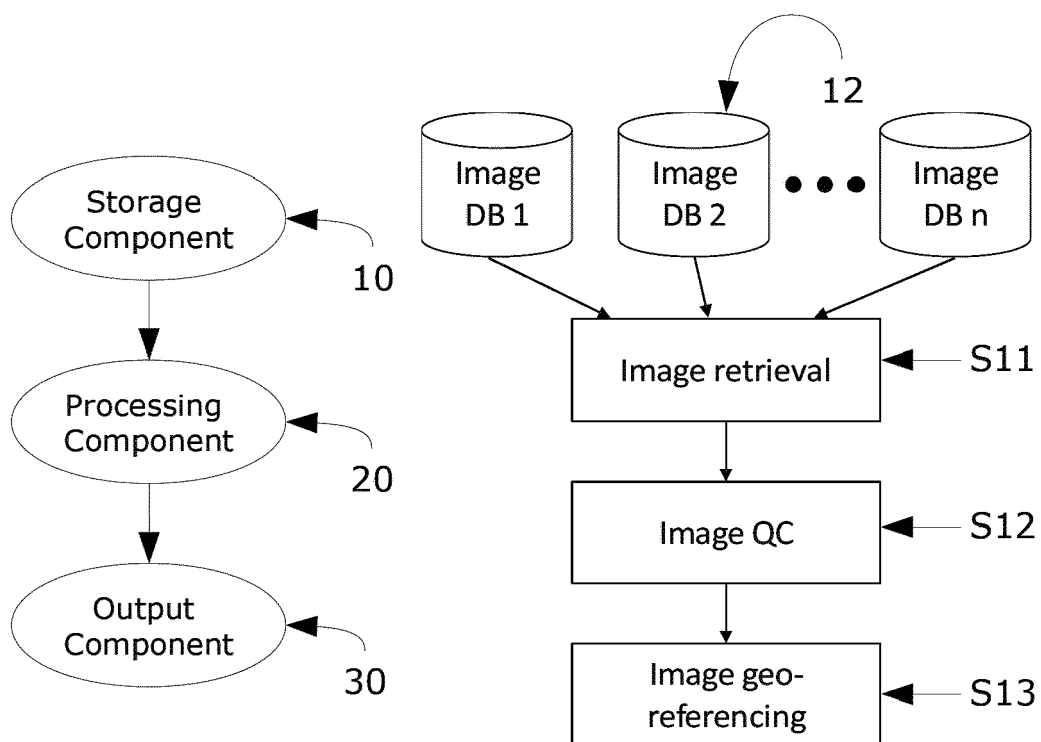 Storage
Component
10
Processing
Component
20
Output
Component
30
12
Image
DB 1
Image
DB 2
Image
DB n
Image retrieval
S11
Image QC
S12
Image geo-
referencing
S13